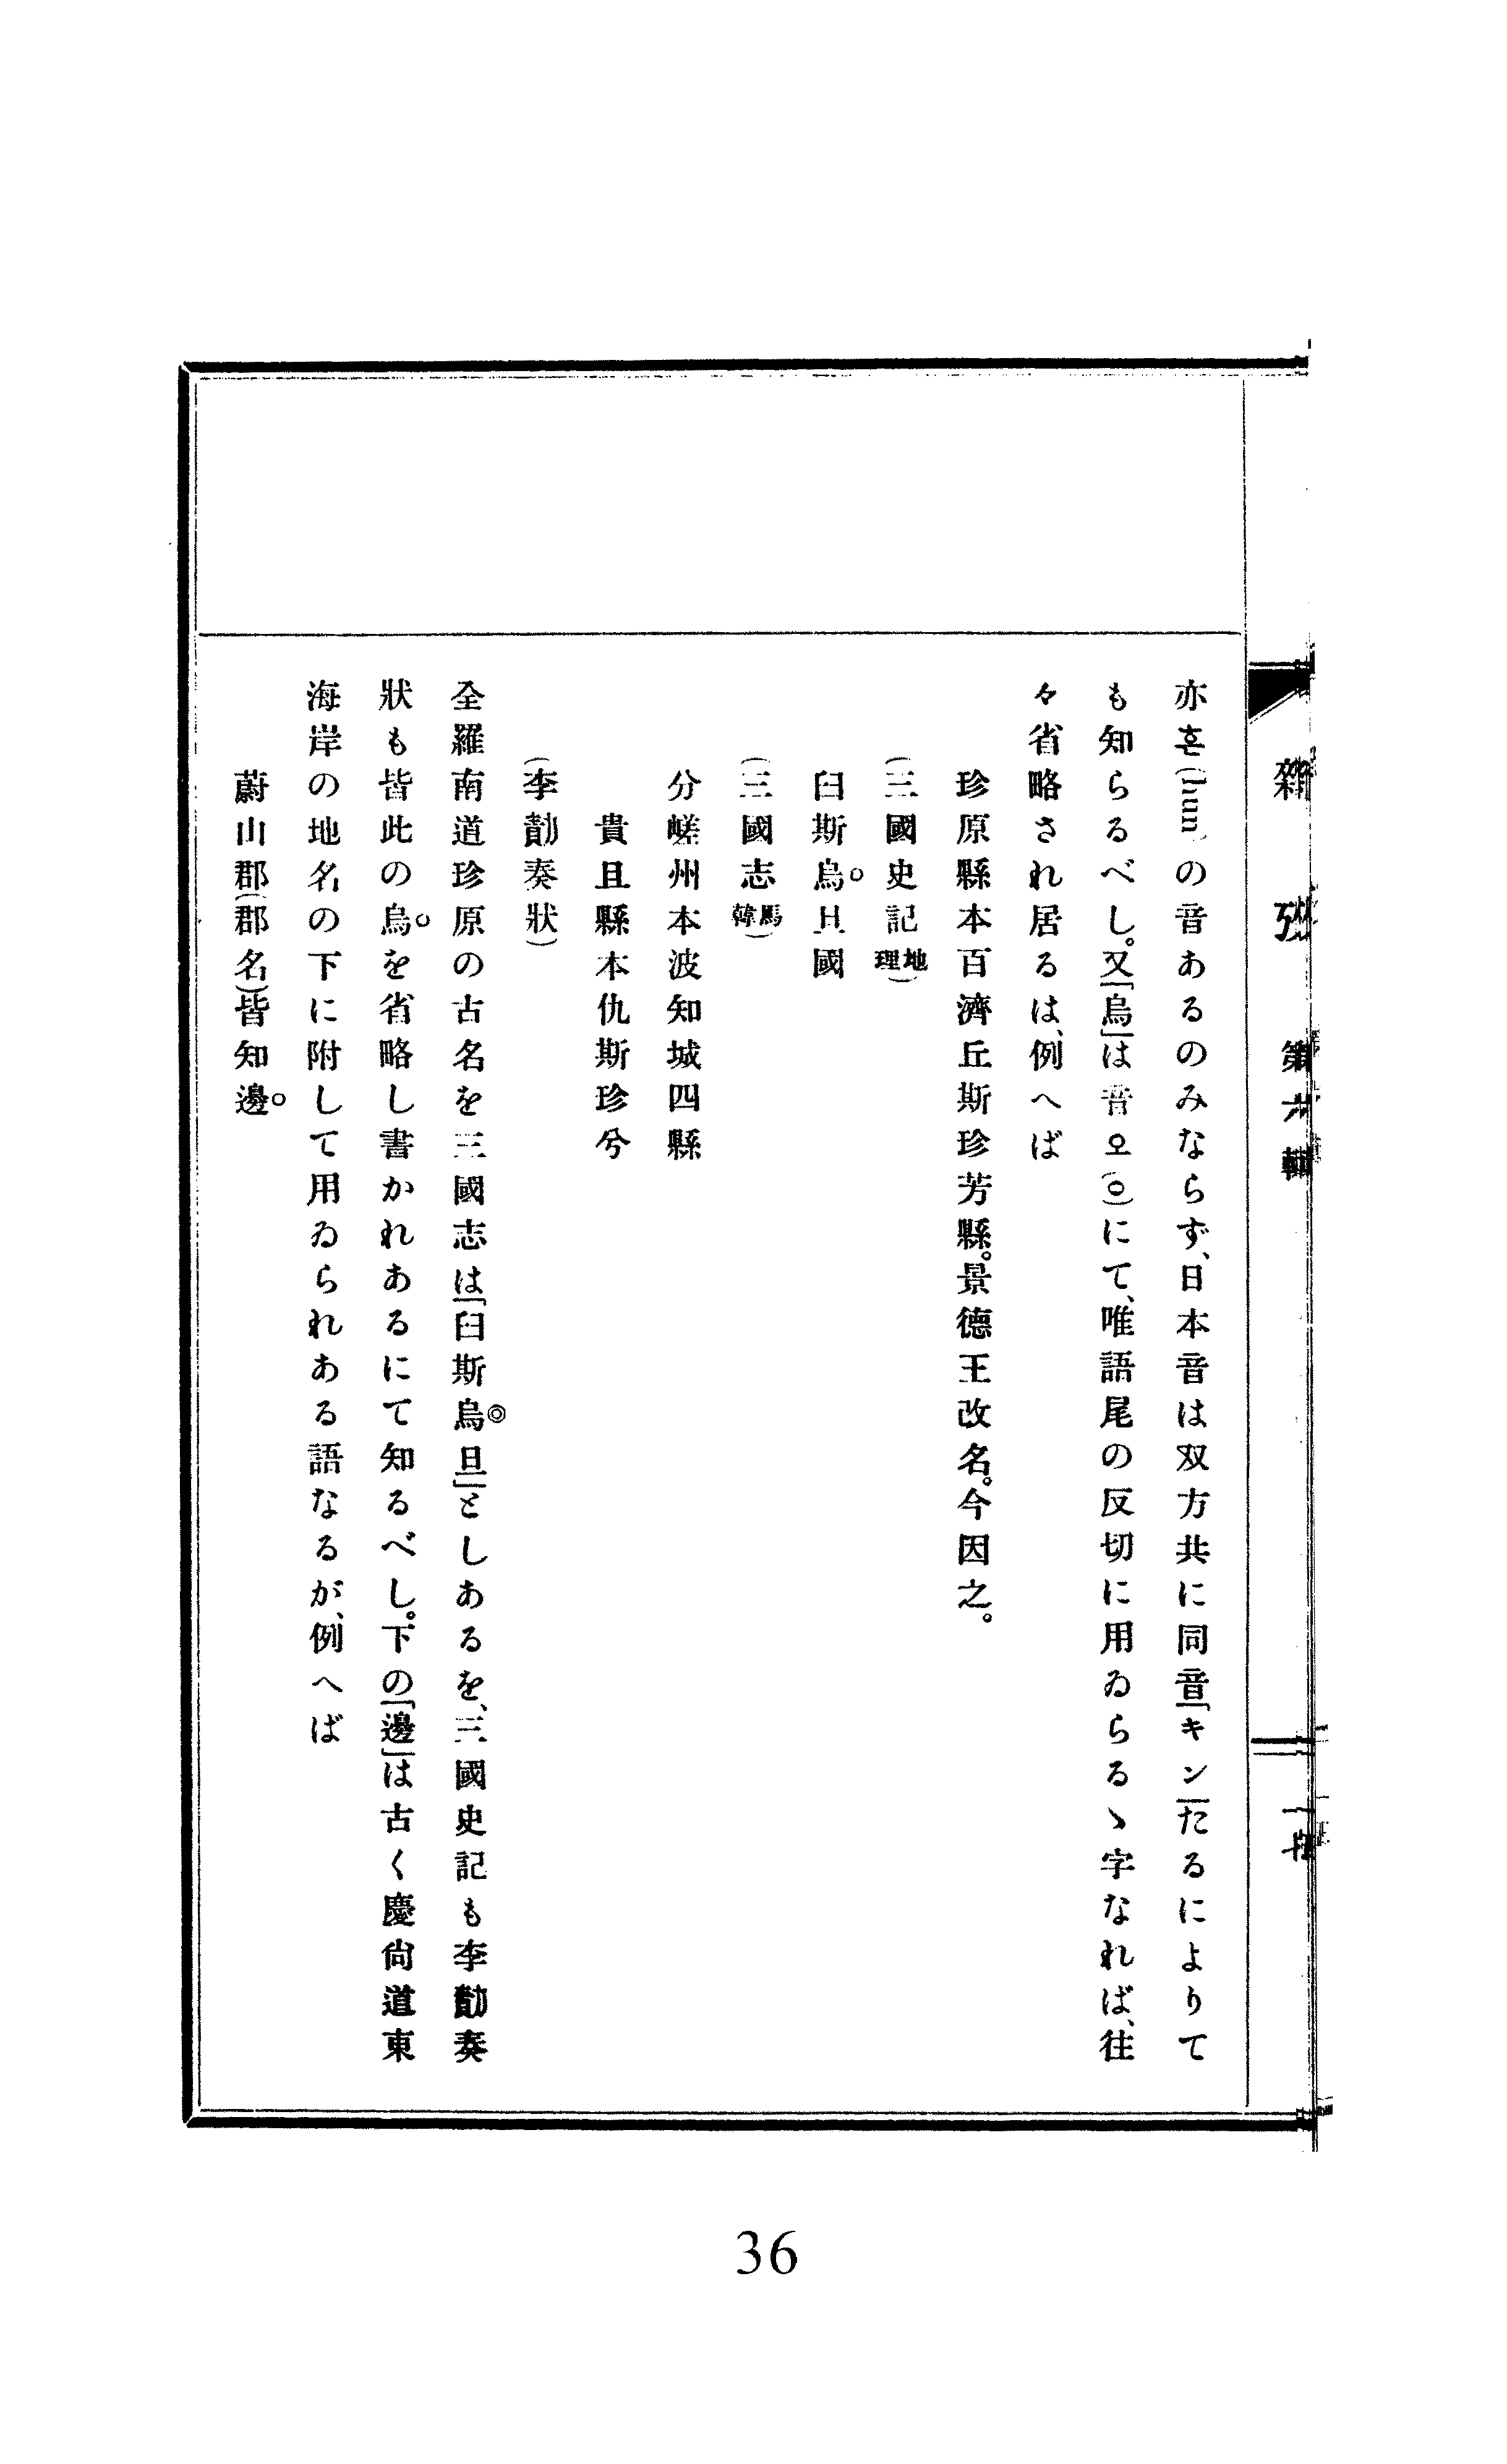 雜 攷 第六輯
亦흔(hun)の音あるのみならず、日本音は双方共に同音「キン」たるによりて
も知らるべし。又「烏」は音오(o)にて、唯語尾の反切に用ゐらるゝ字なれば、往
々省略され居るは、例へば
珍原縣本百濟丘斯珍芳縣。景德王改名。今因之。
(三國史記地理)
臼斯烏旦國
(三國志馬韓)
分嵯州本波知城四縣
貴且縣本仇斯珍兮
(李勣奏狀)
全羅南道珍原の古名を三國志は「臼斯烏旦」としあるを、三國史記も李勣奏
狀も皆此の烏を省略し書かれあるにて知るべし。下の「邊」は古く慶尙道東
海岸の地名の下に附して用ゐられある語なるが、例へば
蔚山郡(郡名)皆知邊
36